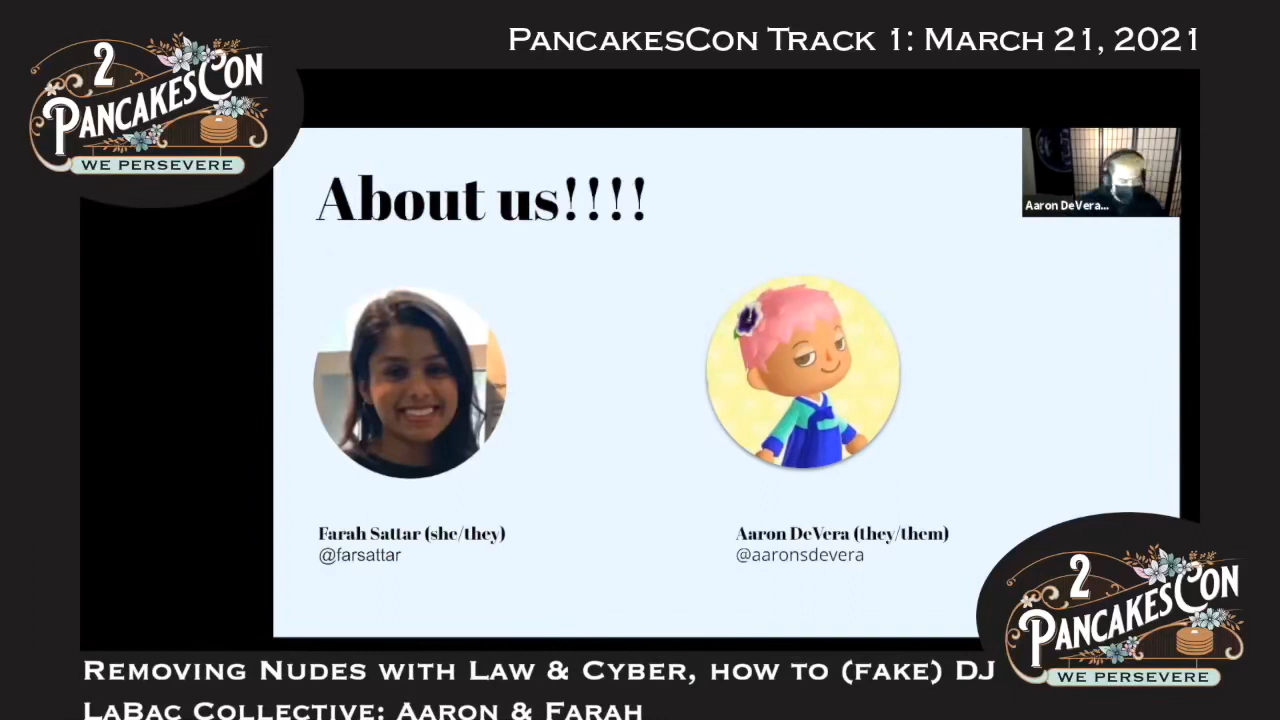 PancakesCon Track 1: March 21, 2021
2
PancakesCon
WE PERSEVERE
About us!!!!
Aaron DeVera...
Farah Sattar (she/they)
@farsattar
Aaron DeVera (they/them)
@aaronsdevera
2
PancakesCon
WE PERSEVERE
Removing Nudes with Law & Cyber, how to (fake) DJ
LaBac Collective: Aaron & Farah